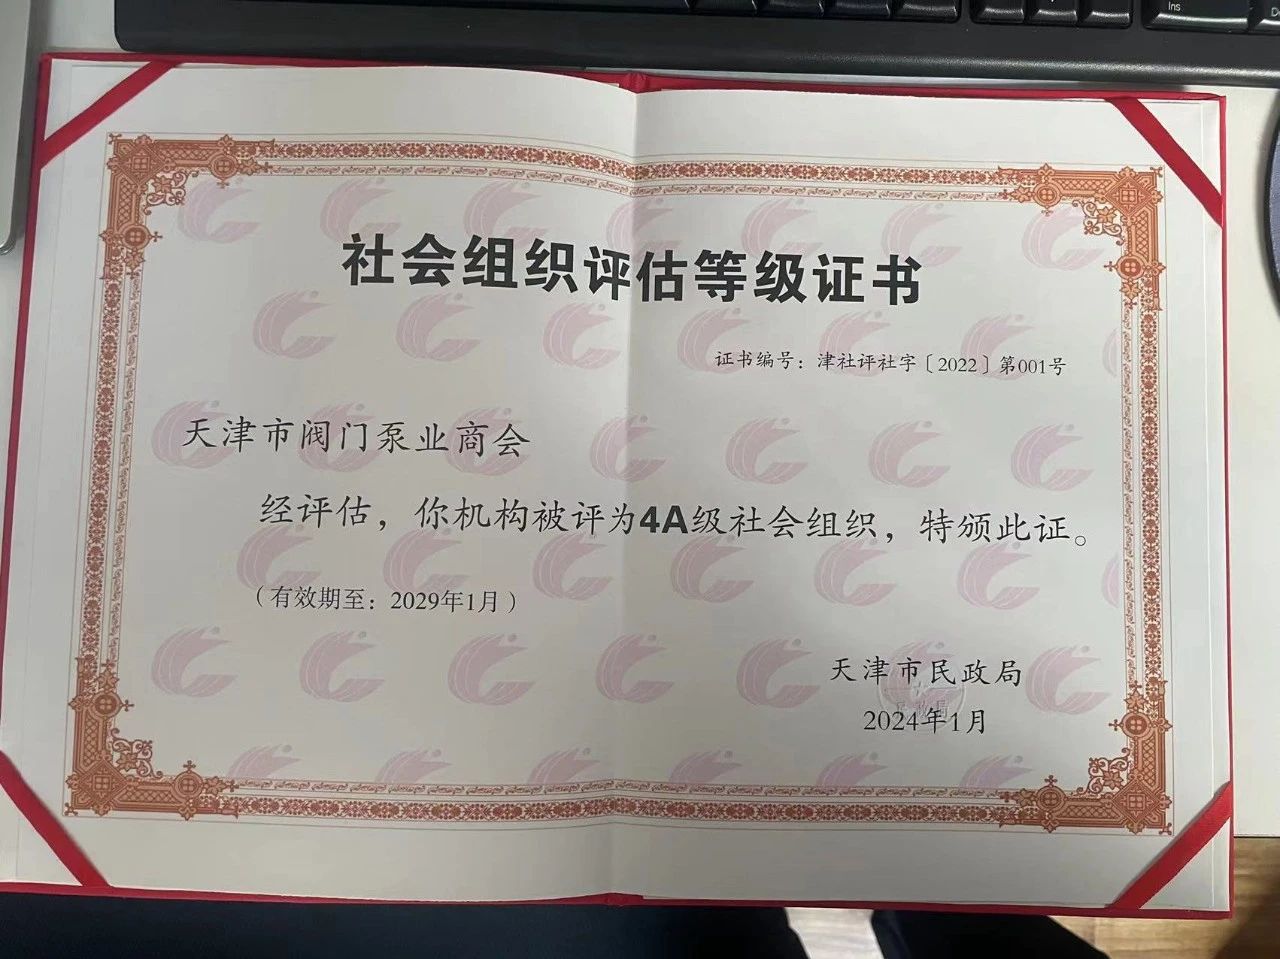 Ins
社会组织评估等级证书
证书编号：津社评社字〔2022〕第001号
天津市阀门泵业商会
经评估，你机构被评为4A级社会组织，特颁此证。
（有效期至：2029年1月）
天津市民政局
2024年1月